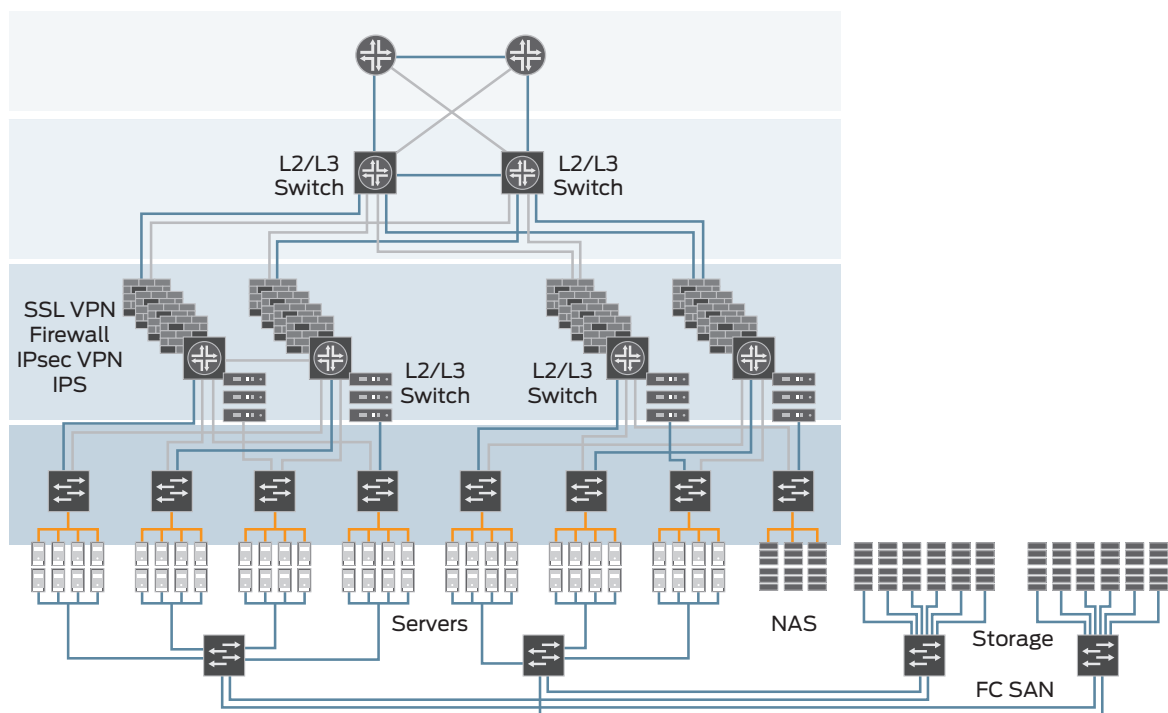 L2/L3
Switch
L2/L3
Switch
SSL VPN
Firewall
IPsec VPN
IPS
L2/L3
Switch
L2/L3
Switch
Servers
NAS
Storage
FC SAN